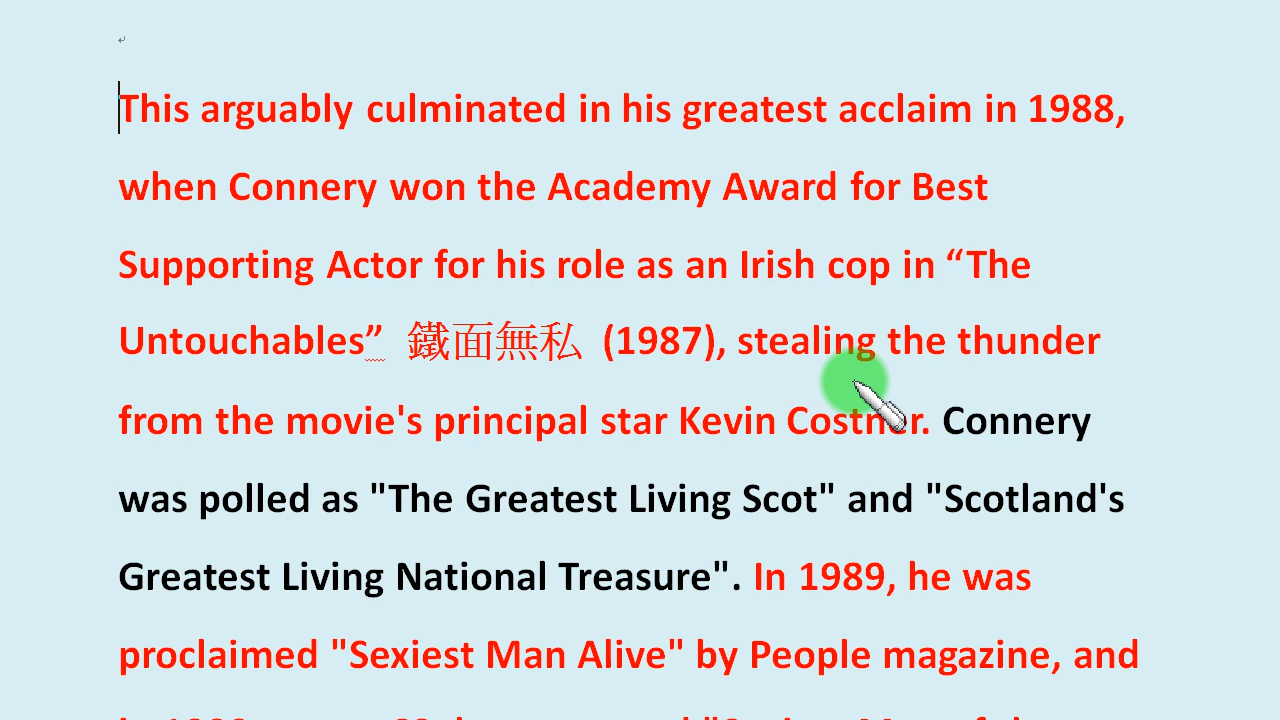 This arguably culminated in his greatest acclaim in 1988,
when Connery won the Academy Award for Best
Supporting Actor for his role as an Irish cop in “The
Untouchables” 鐵面無私 (1987), stealing the thunder
from the movie's principal star Kevin Costner. Connery
was polled as "The Greatest Living Scot" and "Scotland's
Greatest Living National Treasure". In 1989, he was
proclaimed "Sexiest Man Alive" by People magazine, and